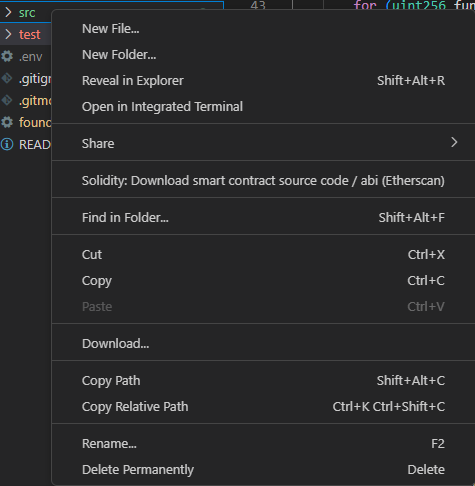 src
43
for (uint256 fun
test
.env
.gitign
.gitmo
found
READ
New File...
New Folder...
Reveal in Explorer Shift+Alt+R
Open in Integrated Terminal
Share
Solidity: Download smart contract source code / abi (Etherscan)
Find in Folder... Shift+Alt+F
Cut Ctrl+X
Copy Ctrl+C
Paste Ctrl+V
Download...
Copy Path Shift+Alt+C
Copy Relative Path Ctrl+K Ctrl+Shift+C
Rename... F2
Delete Permanently Delete